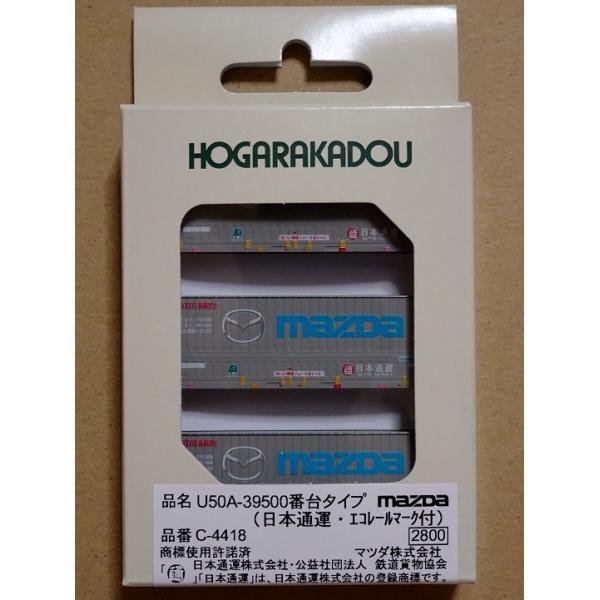 HOGARAKADOU
日本通運
mazda
日本通運
mazda
品名 U50A-39500番台タイプ mazda
(日本通運・エコレールマーク付)
品番 C-4418 2800
商標使用許諾済 マツダ株式会社
「通 日本通運株式会社・公益社団法人 鉄道貨物協会
」「日本通運」は、日本通運株式会社の登録商標です。